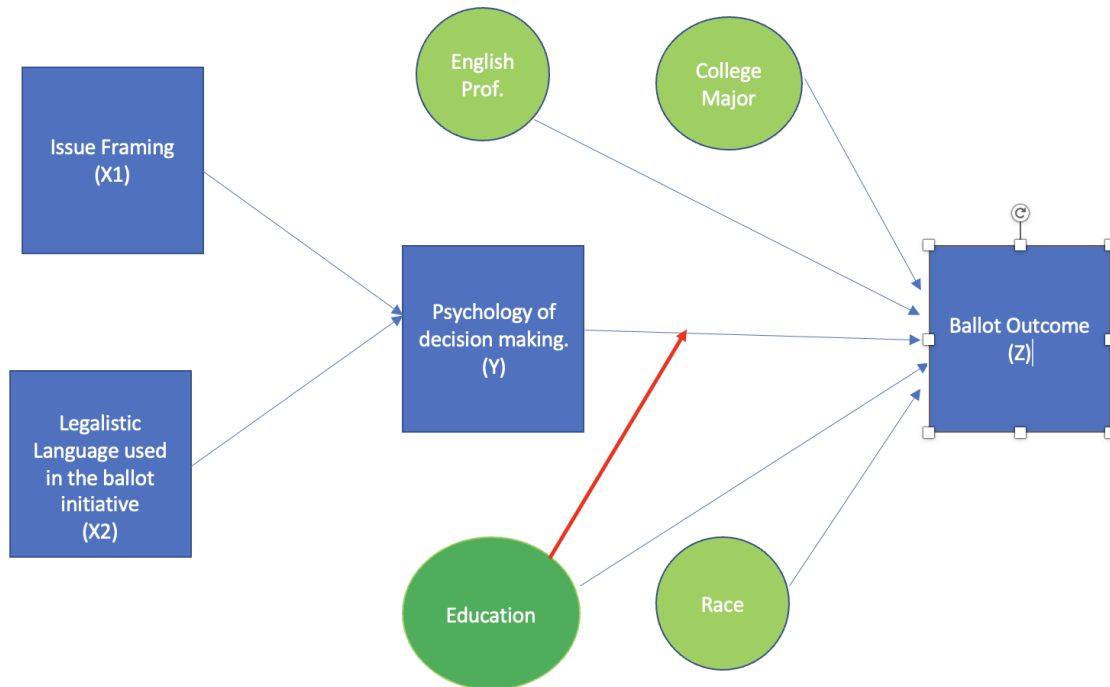 English
Prof.
College
Major
Issue Framing
(X1)
Psychology of
decision making.
(Y)
Ballot Outcome
(Z)
Legalistic
Language used
in the ballot
initiative
(X2)
Education
Race